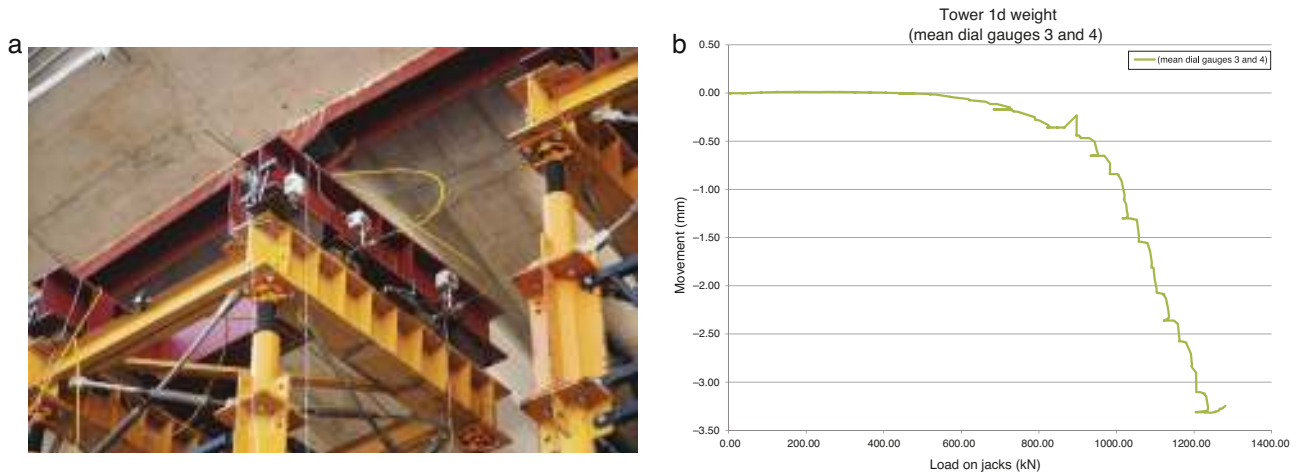 a
b
Tower 1d weight
(mean dial gauges 3 and 4)
(mean dial gauges 3 and 4)
Movement (mm)
0.50
0.00
–0.50
–1.00
–1.50
–2.00
–2.50
–3.00
–3.50
0.00 200.00 400.00 600.00 800.00 1000.00 1200.00 1400.00
Load on jacks (kN)